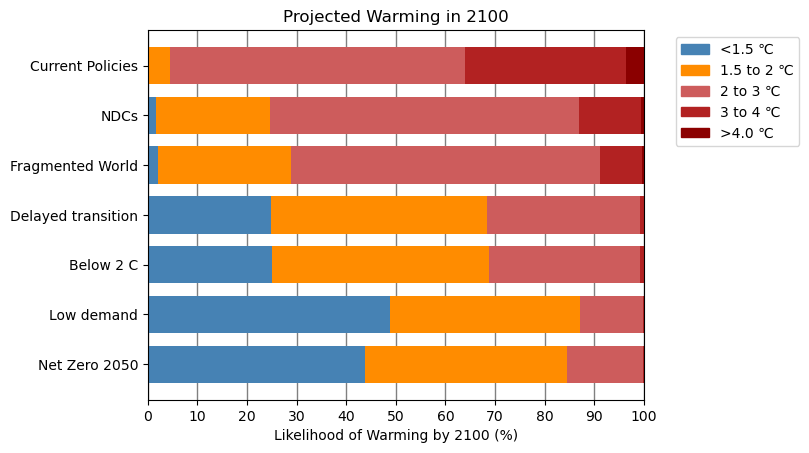 Projected Warming in 2100
Current Policies
NDCs
Fragmented World
Delayed transition
Below 2 C
Low demand
Net Zero 2050
0 10 20 30 40 50 60 70 80 90 100
Likelihood of Warming by 2100 (%)
<1.5 ℃
1.5 to 2 ℃
2 to 3 ℃
3 to 4 ℃
>4.0 ℃